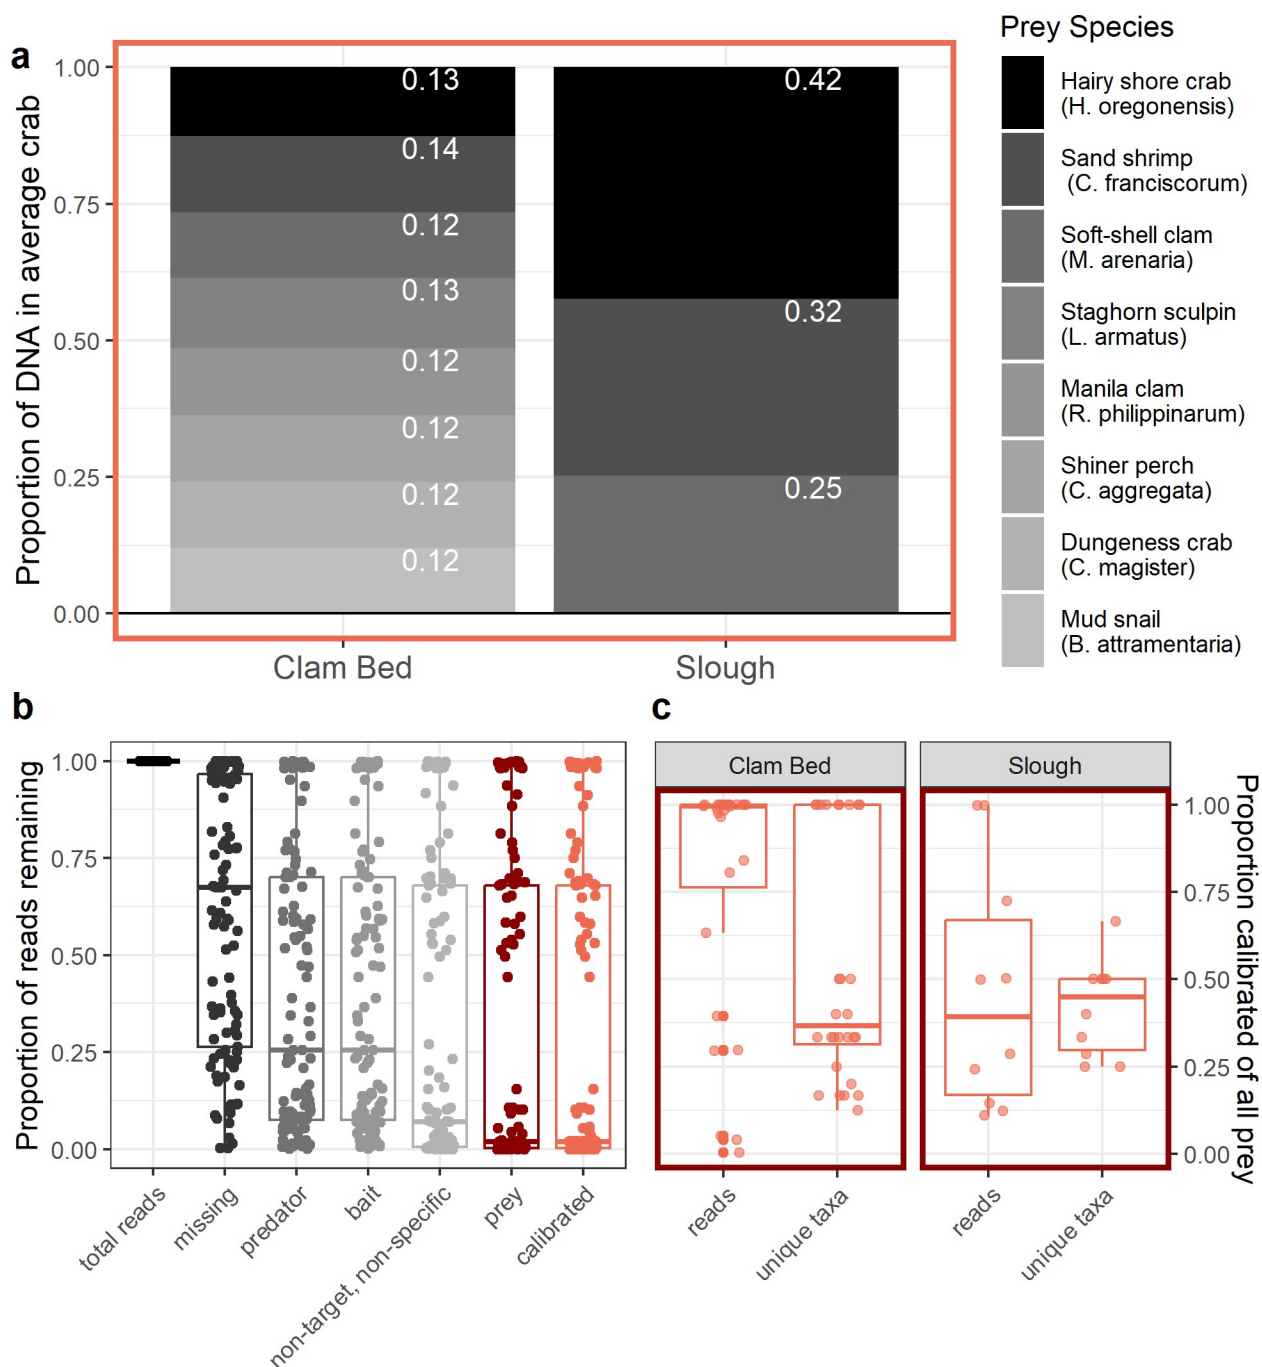 a
Proportion of DNA in average crab
1.00
0.75
0.50
0.25
0.00
0.13
0.14
0.12
0.13
0.12
0.12
0.12
0.12
0.42
0.32
0.25
Clam Bed
Slough
Prey Species
Hairy shore crab
(H. oregonensis)
Sand shrimp
(C. franciscorum)
Soft-shell clam
(M. arenaria)
Staghorn sculpin
(L. armatus)
Manila clam
(R. philippinarum)
Shiner perch
(C. aggregata)
Dungeness crab
(C. magister)
Mud snail
(B. attramentaria)
b
Proportion of reads remaining
1.00
0.75
0.50
0.25
0.00
total reads
missing
predator
bait
non-target, non-specific
prey
calibrated
c
Clam Bed
Slough
1.00
0.75
0.50
0.25
0.00
Proportion calibrated of all prey
reads
unique taxa
reads
unique taxa